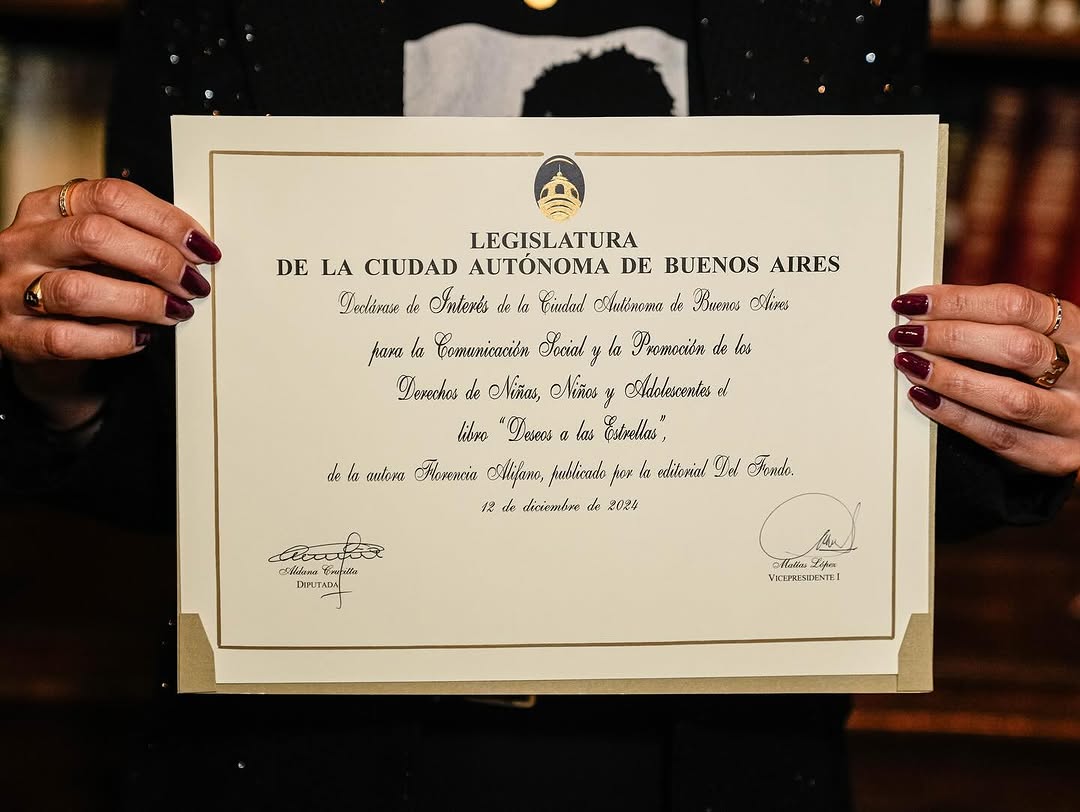 LEGISLATURA
DE LA CIUDAD AUTÓNOMA DE BUENOS AIRES
Declárase de Interés de la Ciudad Autónoma de Buenos Aires
para la Comunicación Social y la Promoción de los
Derechos de Niñas, Niños y Adolescentes el
libro "Deseos a las Estrellas",
de la autora Florencia Alifano, publicado por la editorial Del Fondo.
12 de diciembre de 2024
Aldana Crucitta
DIPUTADA
Matías López
VICEPRESIDENTE I